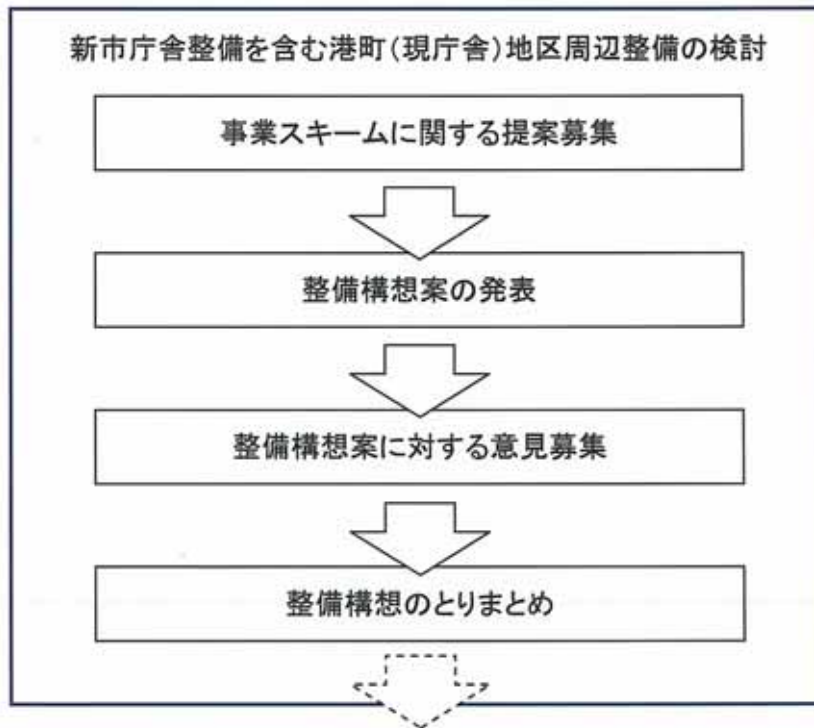 新市庁舎整備を含む港町(現庁舎)地区周辺整備の検討
事業スキームに関する提案募集
整備構想案の発表
整備構想案に対する意見募集
整備構想のとりまとめ